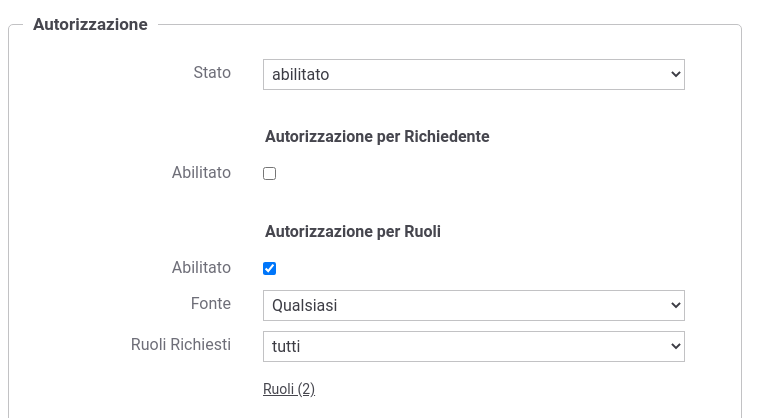 Autorizzazione
Stato abilitato
Autorizzazione per Richiedente
Abilitato
Autorizzazione per Ruoli
Abilitato
Fonte Qualsiasi
Ruoli Richiesti tutti
Ruoli (2)